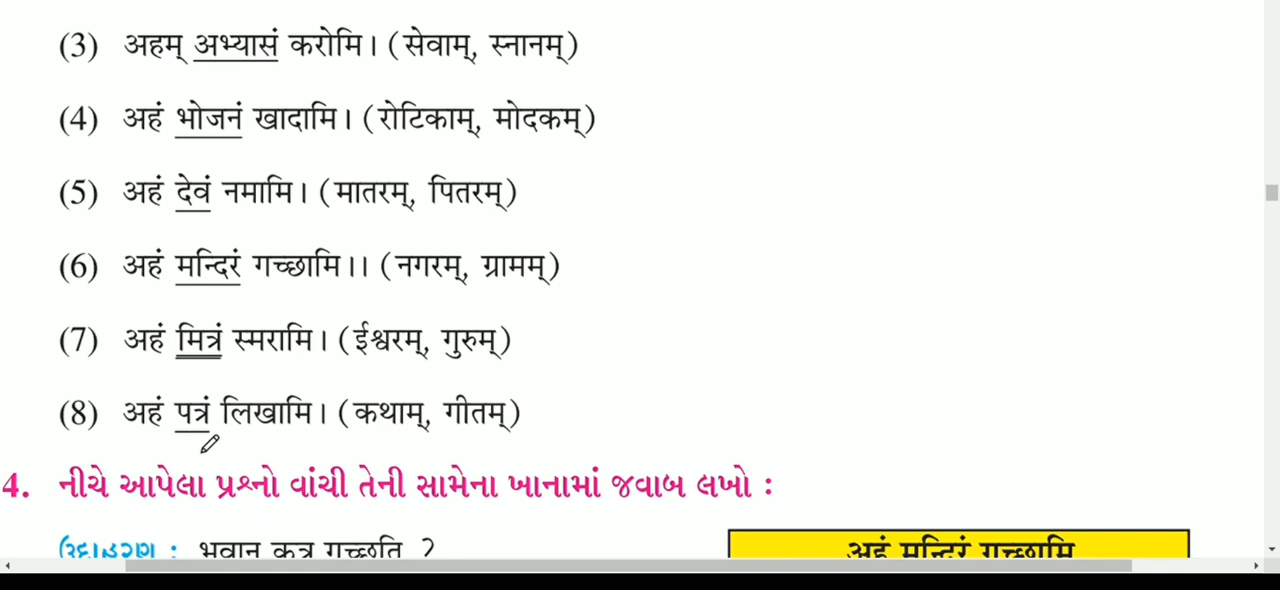 (3) अहम् अभ्यासं करोमि। (सेवाम्, स्नानम्)
(4) अहं भोजनं खादामि। (रोटिकाम्, मोदकम्)
(5) अहं देवं नमामि। (मातरम्, पितरम्)
(6) अहं मन्दिरं गच्छामि।। (नगरम्, ग्रामम्)
(7) अहं मित्रं स्मरामि। (ईश्वरम्, गुरुम्)
(8) अहं पत्रं लिखामि। (कथाम्, गीतम्)
4. નીચે આપેલા પ્રશ્નો વાંચી તેની સામેના ખાનામાં જવાબ લખો :
ઉદાહરણ : भवान् कुत्र गच्छति ? अहं मन्दिरं गच्छामि